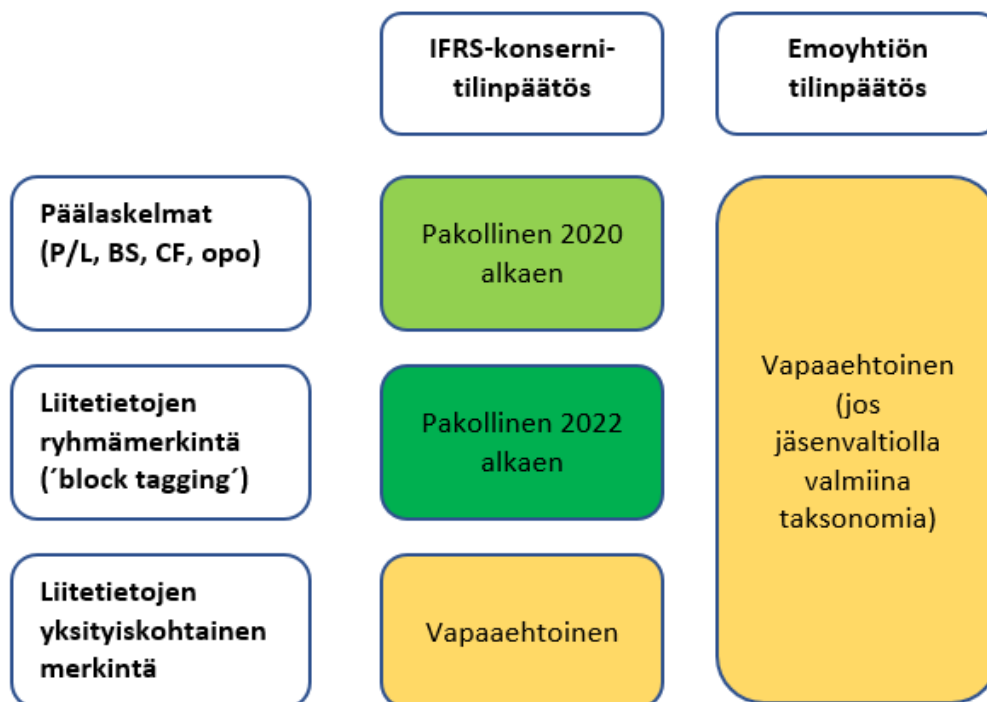 IFRS-konserni-
tilinpäätös
Emoyhtiön
tilinpäätös
Päälaskelmat
(P/L, BS, CF, opo)
Pakollinen 2020
alkaen
Liitetietojen
ryhmämerkintä
(´block tagging´)
Pakollinen 2022
alkaen
Liitetietojen
yksityiskohtainen
merkintä
Vapaaehtoinen
Vapaaehtoinen
(jos
jäsenvaltiolla
valmiina
taksonomia)